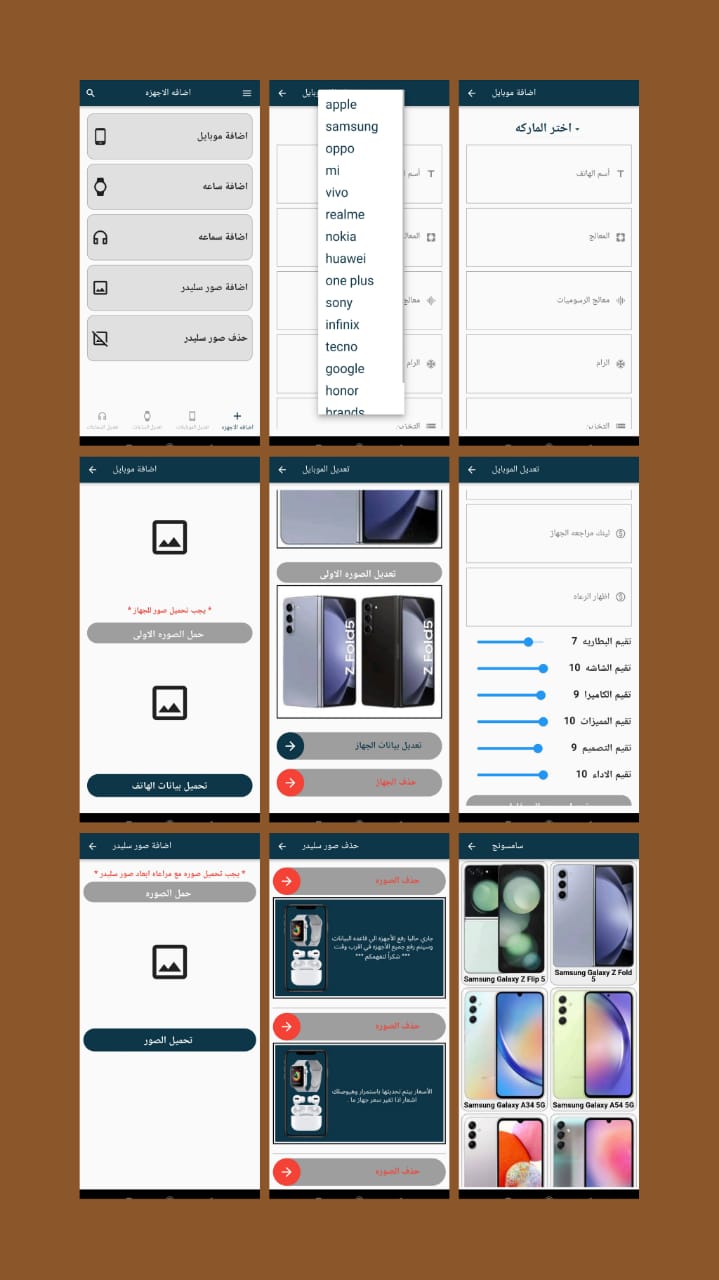 اضافه الاجهزه
اضافة موبايل
اضافة ساعه
اضافة سماعه
اضافة صور سليدر
حذف صور سليدر
اضافه الاجهزه
تعديل الموبايلات
تعديل الساعات
تعديل السماعات
بايل
apple
samsung
oppo
mi
vivo
realme
nokia
huawei
one plus
sony
infinix
tecno
google
honor
brands
أسم ا
المعالج
معالج
الرام
التخزين
اضافة موبايل
اختر الماركه
أسم الهاتف
المعالج
معالج الرسوميات
الرام
التخزين
اضافة موبايل
* يجب تحميل صور للجهاز *
حمل الصوره الاولى
تحميل بيانات الهاتف
تعديل الموبايل
تعديل الصوره الاولى
Z Fold5
Z Fold5
تعديل بيانات الجهاز
حذف الجهاز
تعديل الموبايل
لينك مراجعه الجهاز
اظهار الرعاه
تقيم البطاريه 7
تقيم الشاشه 10
تقيم الكاميرا 9
تقيم المميزات 10
تقيم التصميم 9
تقيم الاداء 10
اضافة صور سليدر
* يجب تحميل صوره مع مراعاه ابعاد صور سليدر *
حمل الصوره
تحميل الصور
حذف صور سليدر
حذف الصوره
جاري حاليا رفع الأجهزه الي قاعده البيانات
وسيتم رفع جميع الأجهزه في اقرب وقت
*** شكراً لتفهمكم ***
حذف الصوره
الأسعار بيتم تحديثها باستمرار وهيوصلك
اشعار اذا تغير سعر جهاز ما .
حذف الصوره
سامسونج
Samsung Galaxy Z Flip 5
Samsung Galaxy Z Fold
5
Samsung Galaxy A34 5G
Samsung Galaxy A54 5G